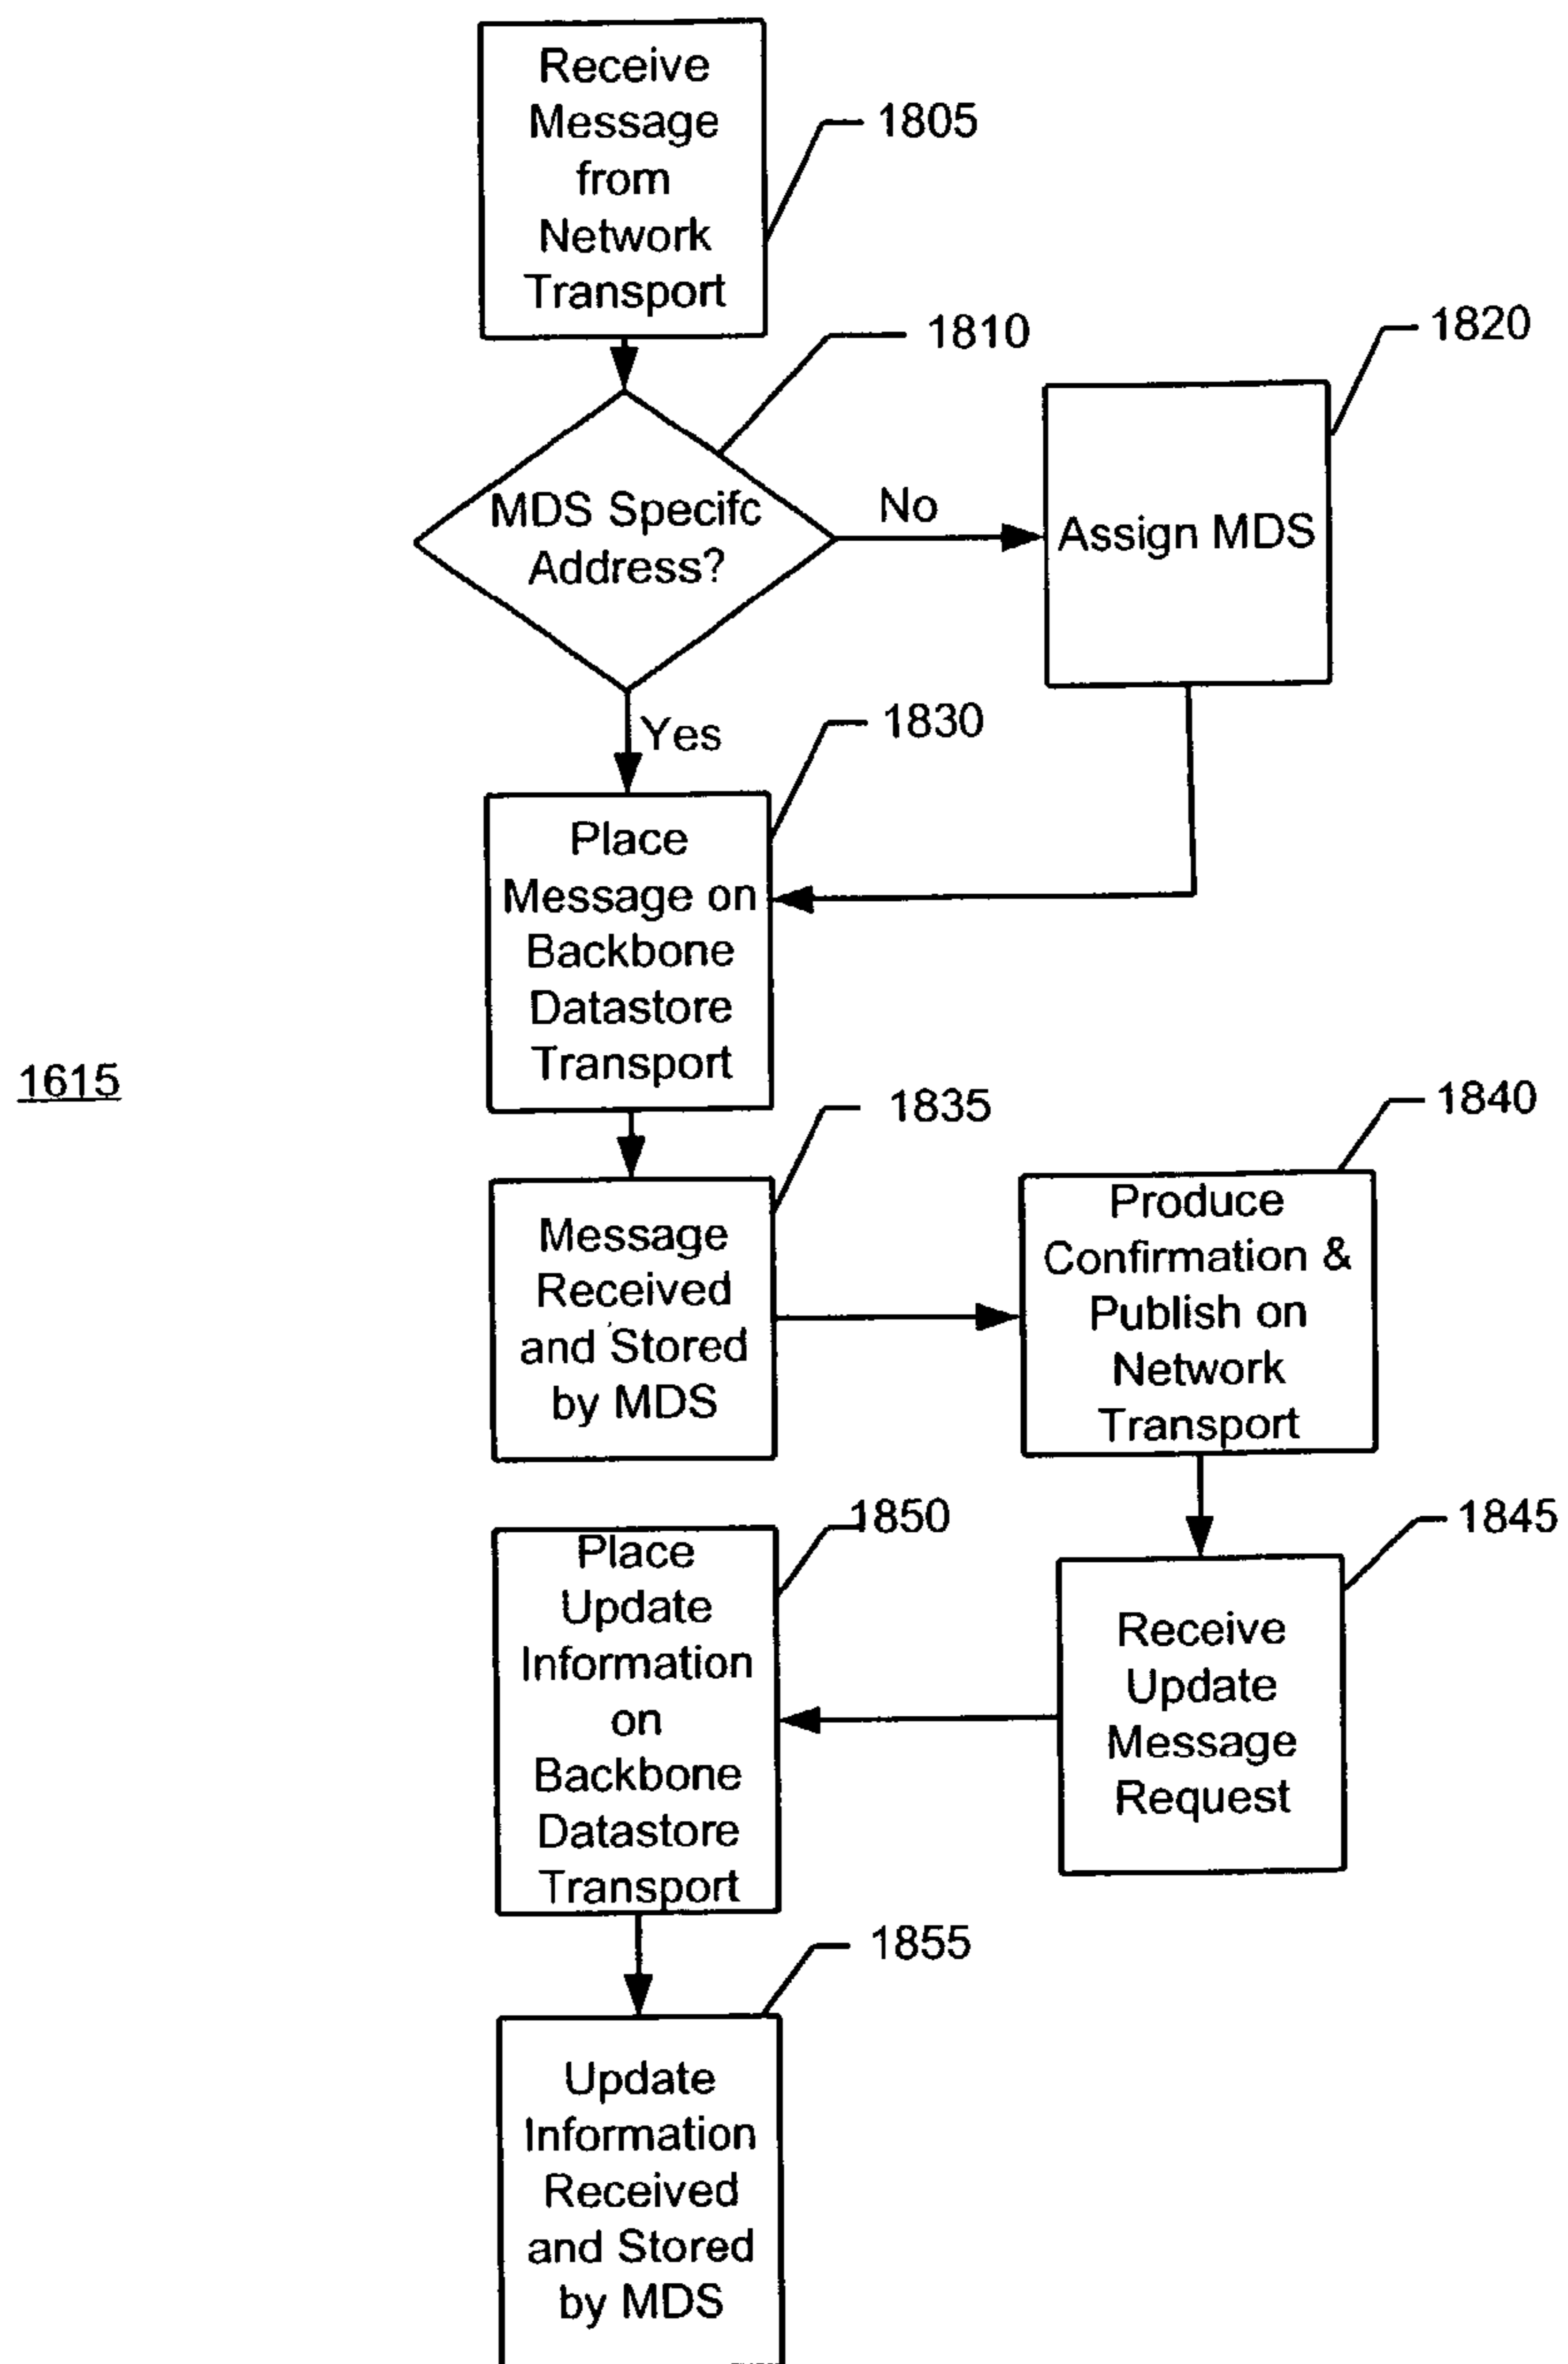 Receive
Message
from
Network
Transport
1805
1810
MDS Specifc
Address?
No
1820
Assign MDS
Yes
1830
Place
Message on
Backbone
Datastore
Transport
1615
1835
Message
Received
and Stored
by MDS
1840
Produce
Confirmation &
Publish on
Network
Transport
1845
Receive
Update
Message
Request
1850
Place
Update
Information
on
Backbone
Datastore
Transport
1855
Update
Information
Received
and Stored
by MDS